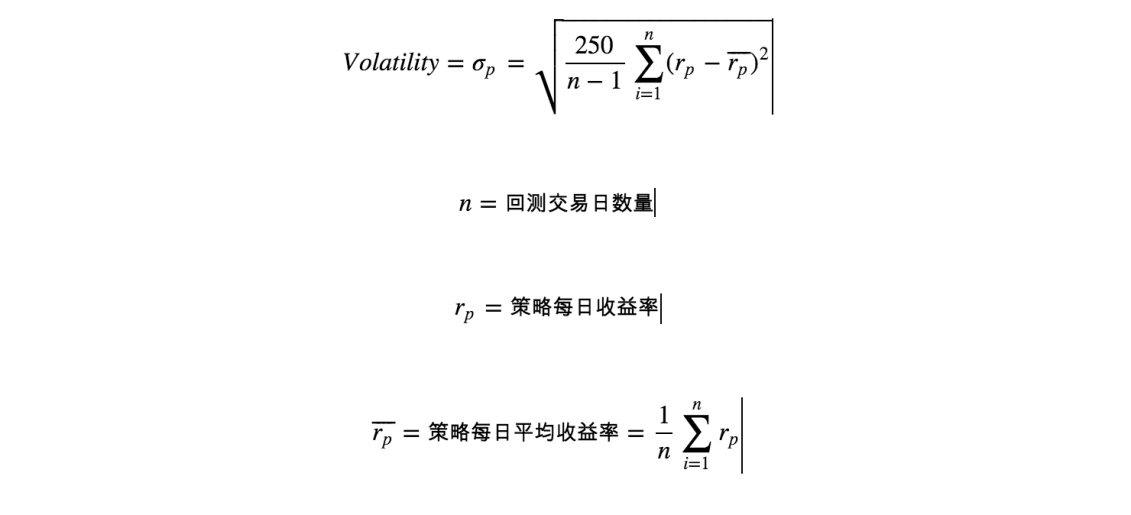 $Volatility = \sigma_p = \sqrt{\frac{250}{n-1} \sum_{i=1}^{n} (r_p - \overline{r_p})^2}$
$n = 回测交易日数量$
$r_p = 策略每日收益率$
$\overline{r_p} = 策略每日平均收益率 = \frac{1}{n} \sum_{i=1}^{n} r_p$